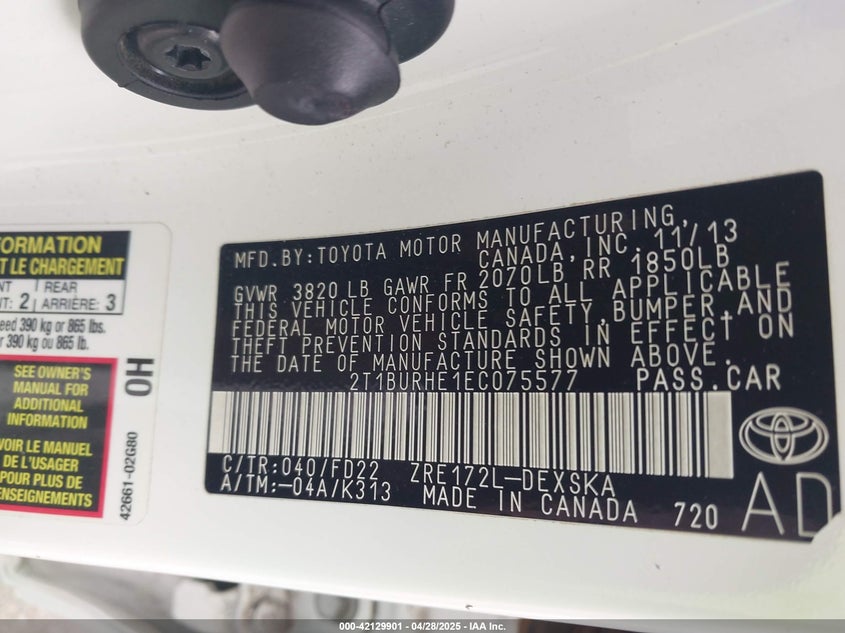 FORMATION
T LE CHARGEMENT
NT
REAR
NT: 2
ARRIÈRE: 3
eed 390 kg or 865 lbs.
r 390 kg ou 865 lb.
OH
SEE OWNER'S
MANUAL FOR
ADDITIONAL
INFORMATION
VOIR LE MANUEL
DE L'USAGER
POUR PLUS DE
RENSEIGNEMENTS
42661-02G80
MFD.BY:TOYOTA MOTOR MANUFACTURING,
CANADA,INC. 11/13
GVWR 3820 LB GAWR FR 2070LB RR 1850LB
THIS VEHICLE CONFORMS TO ALL APPLICABLE
FEDERAL MOTOR VEHICLE SAFETY,BUMPER,AND
THEFT PREVENTION STANDARDS IN EFFECT ON
THE DATE OF MANUFACTURE SHOWN ABOVE.
2T1BURHE1EC075577 PASS.CAR
C/TR:040/FD22 ZRE172L-DEXSKA
A/TM:-04A/K313 MADE IN CANADA 720
AD
000-42129901 - 04/28/2025 - IAA Inc.